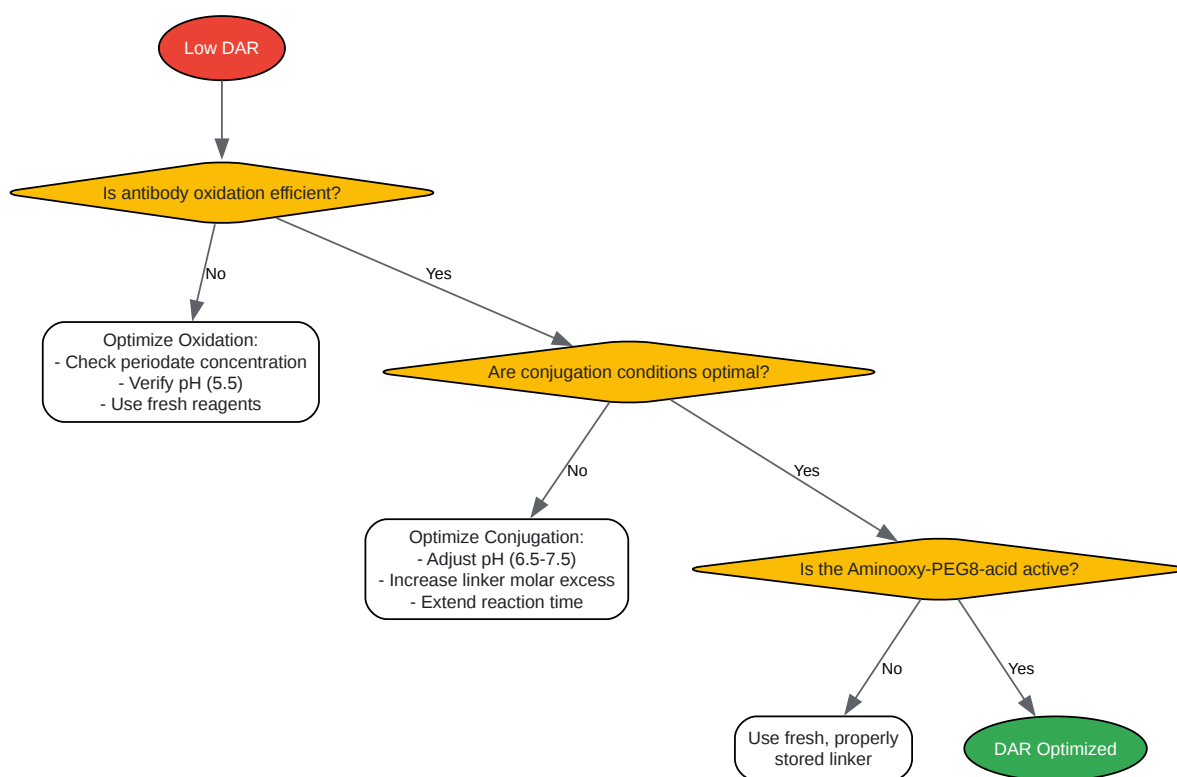 Low DAR
Is antibody oxidation efficient?
No
Yes
Optimize Oxidation:
- Check periodate concentration
- Verify pH (5.5)
- Use fresh reagents
Are conjugation conditions optimal?
No
Yes
Optimize Conjugation:
- Adjust pH (6.5-7.5)
- Increase linker molar excess
- Extend reaction time
Is the Aminooxy-PEG8-acid active?
No
Yes
Use fresh, properly
stored linker
DAR Optimized